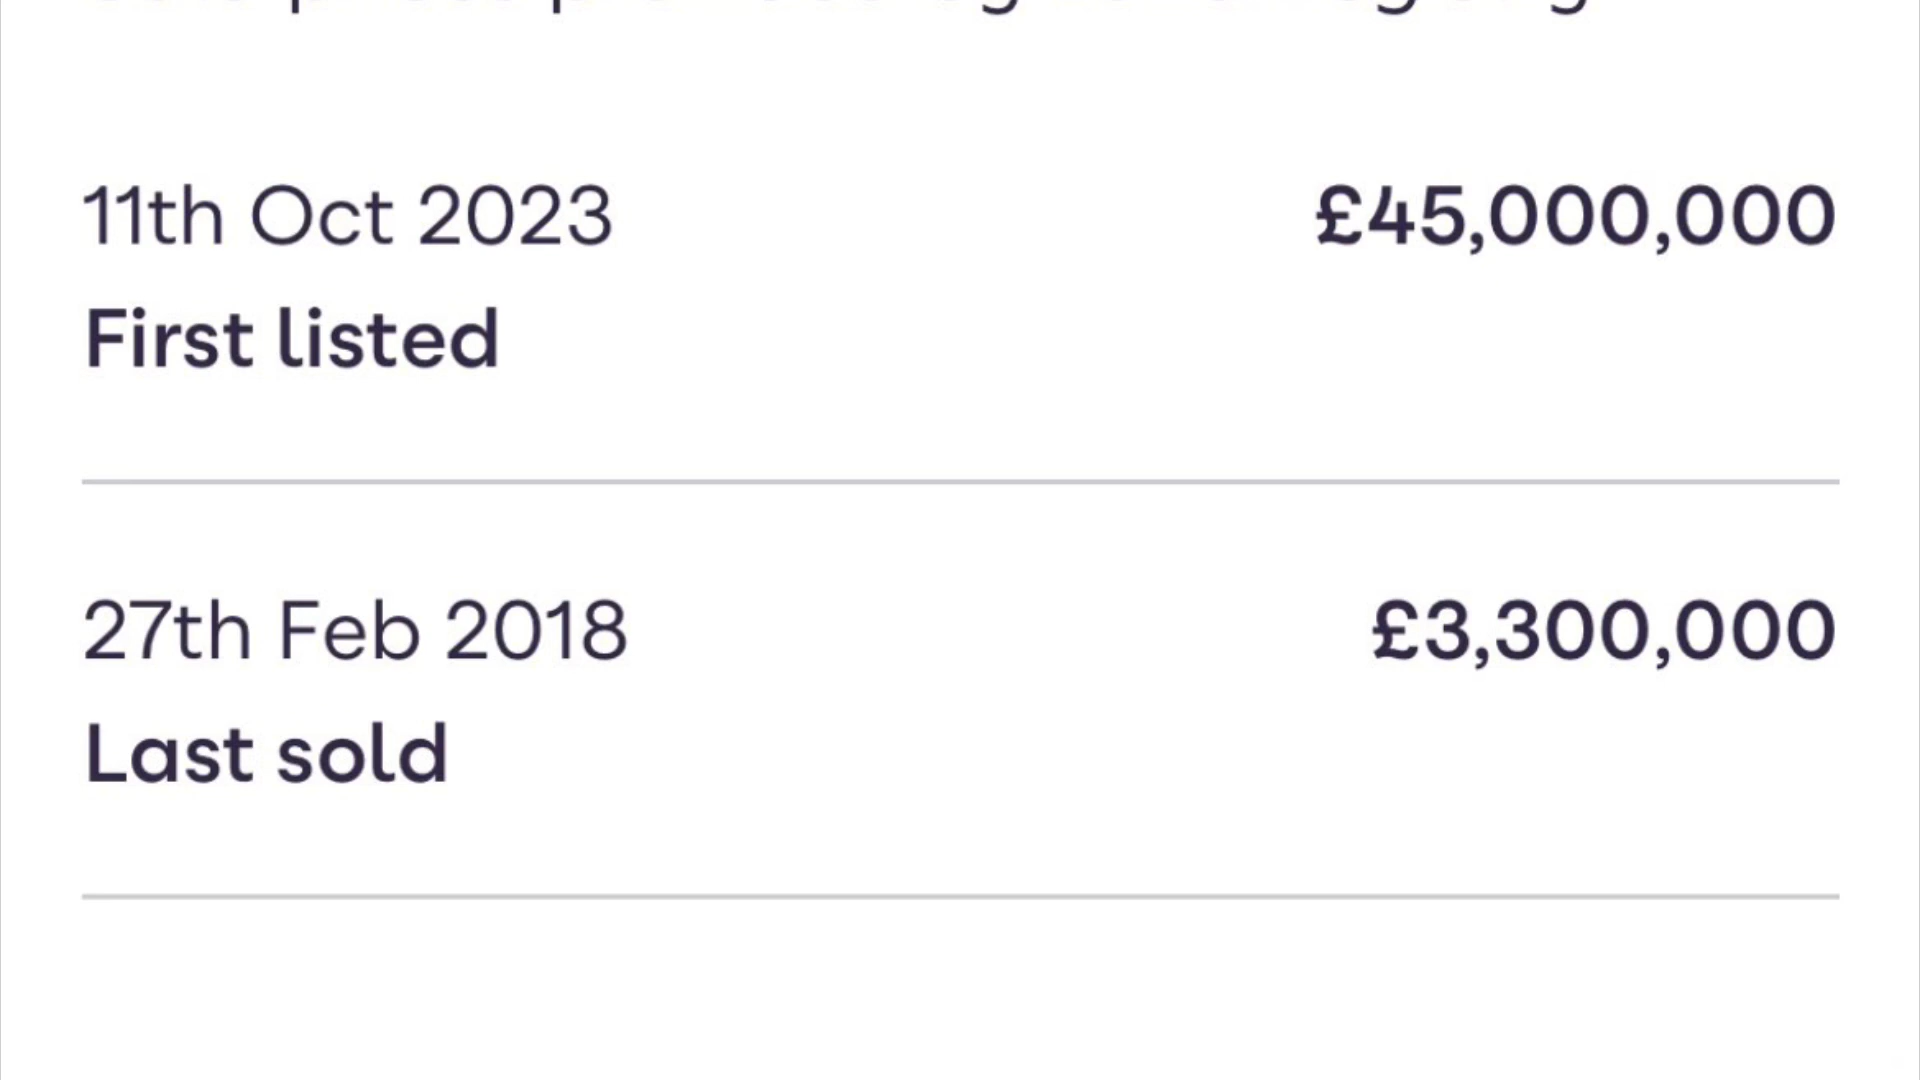 11th Oct 2023
£45,000,000
First listed
27th Feb 2018
£3,300,000
Last sold